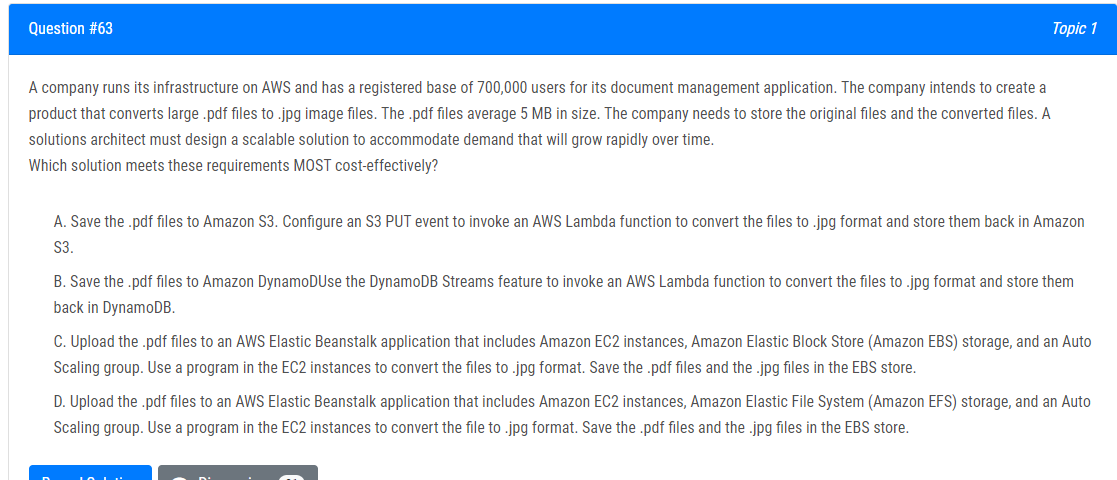 Question #63
Topic 1
A company runs its infrastructure on AWS and has a registered base of 700,000 users for its document management application. The company intends to create a
product that converts large .pdf files to .jpg image files. The .pdf files average 5 MB in size. The company needs to store the original files and the converted files. A
solutions architect must design a scalable solution to accommodate demand that will grow rapidly over time.
Which solution meets these requirements MOST cost-effectively?
A. Save the .pdf files to Amazon S3. Configure an S3 PUT event to invoke an AWS Lambda function to convert the files to .jpg format and store them back in Amazon
S3.
B. Save the .pdf files to Amazon DynamoDUse the DynamoDB Streams feature to invoke an AWS Lambda function to convert the files to .jpg format and store them
back in DynamoDB.
C. Upload the .pdf files to an AWS Elastic Beanstalk application that includes Amazon EC2 instances, Amazon Elastic Block Store (Amazon EBS) storage, and an Auto
Scaling group. Use a program in the EC2 instances to convert the files to .jpg format. Save the .pdf files and the .jpg files in the EBS store.
D. Upload the .pdf files to an AWS Elastic Beanstalk application that includes Amazon EC2 instances, Amazon Elastic File System (Amazon EFS) storage, and an Auto
Scaling group. Use a program in the EC2 instances to convert the file to .jpg format. Save the .pdf files and the .jpg files in the EBS store.